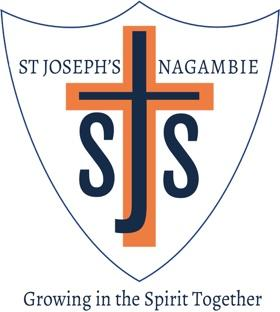 ST JOSEPH'S NAGAMBIE
SJS
Growing in the Spirit Together